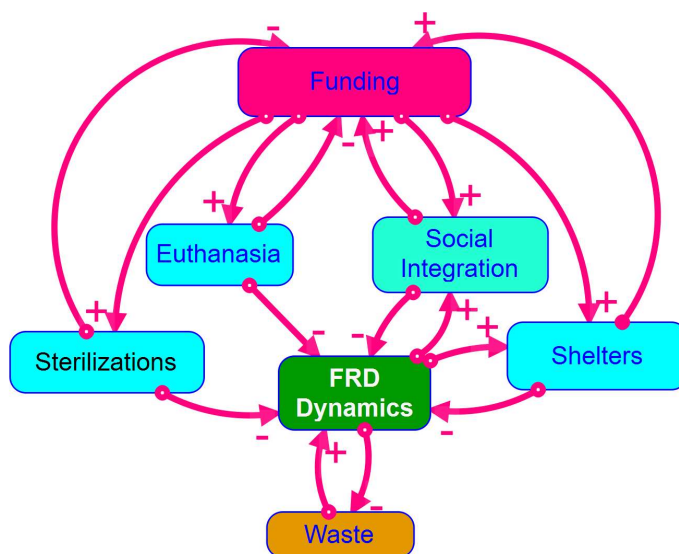 - +
Funding
- +
+ +
Euthanasia
Social
Integration
+ +
- - + +
Sterilizations
Shelters
FRD
Dynamics
- -
+
-
Waste